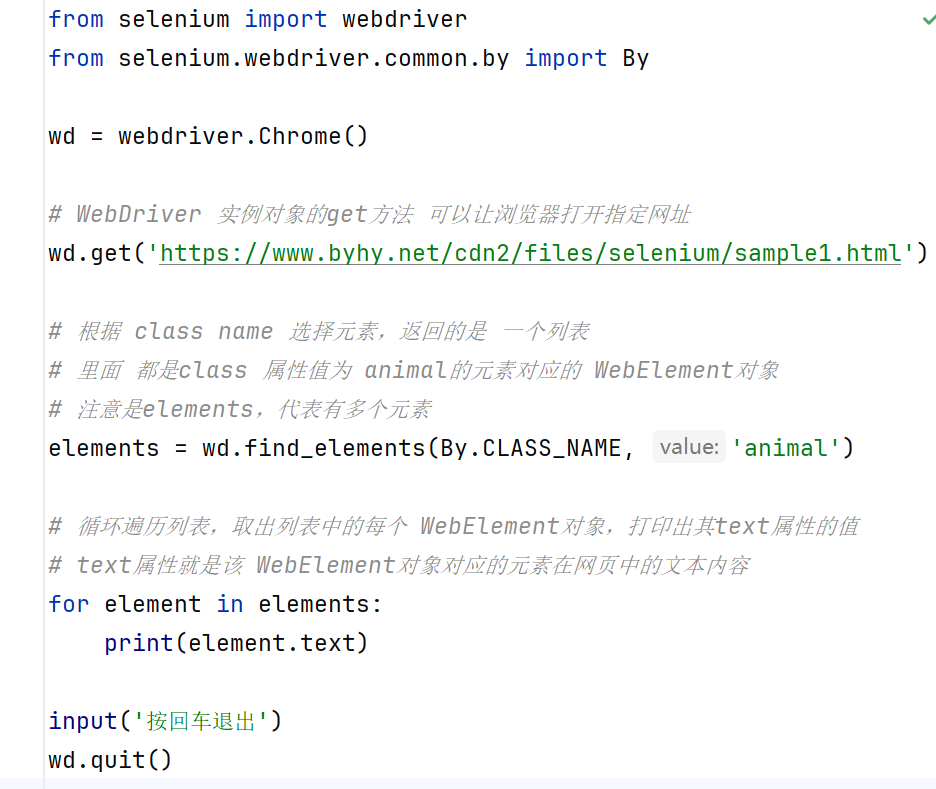 from selenium import webdriver
from selenium.webdriver.common.by import By
wd = webdriver.Chrome()
# WebDriver 实例对象的get方法 可以让浏览器打开指定网址
wd.get('https://www.byhy.net/cdn2/files/selenium/sample1.html')
# 根据 class name 选择元素，返回的是 一个列表
# 里面 都是class 属性值为 animal的元素对应的 WebElement对象
# 注意是elements，代表有多个元素
elements = wd.find_elements(By.CLASS_NAME, value: 'animal')
# 循环遍历列表，取出列表中的每个 WebElement对象，打印出其text属性的值
# text属性就是该 WebElement对象对应的元素在网页中的文本内容
for element in elements:
    print(element.text)
input('按回车退出')
wd.quit()